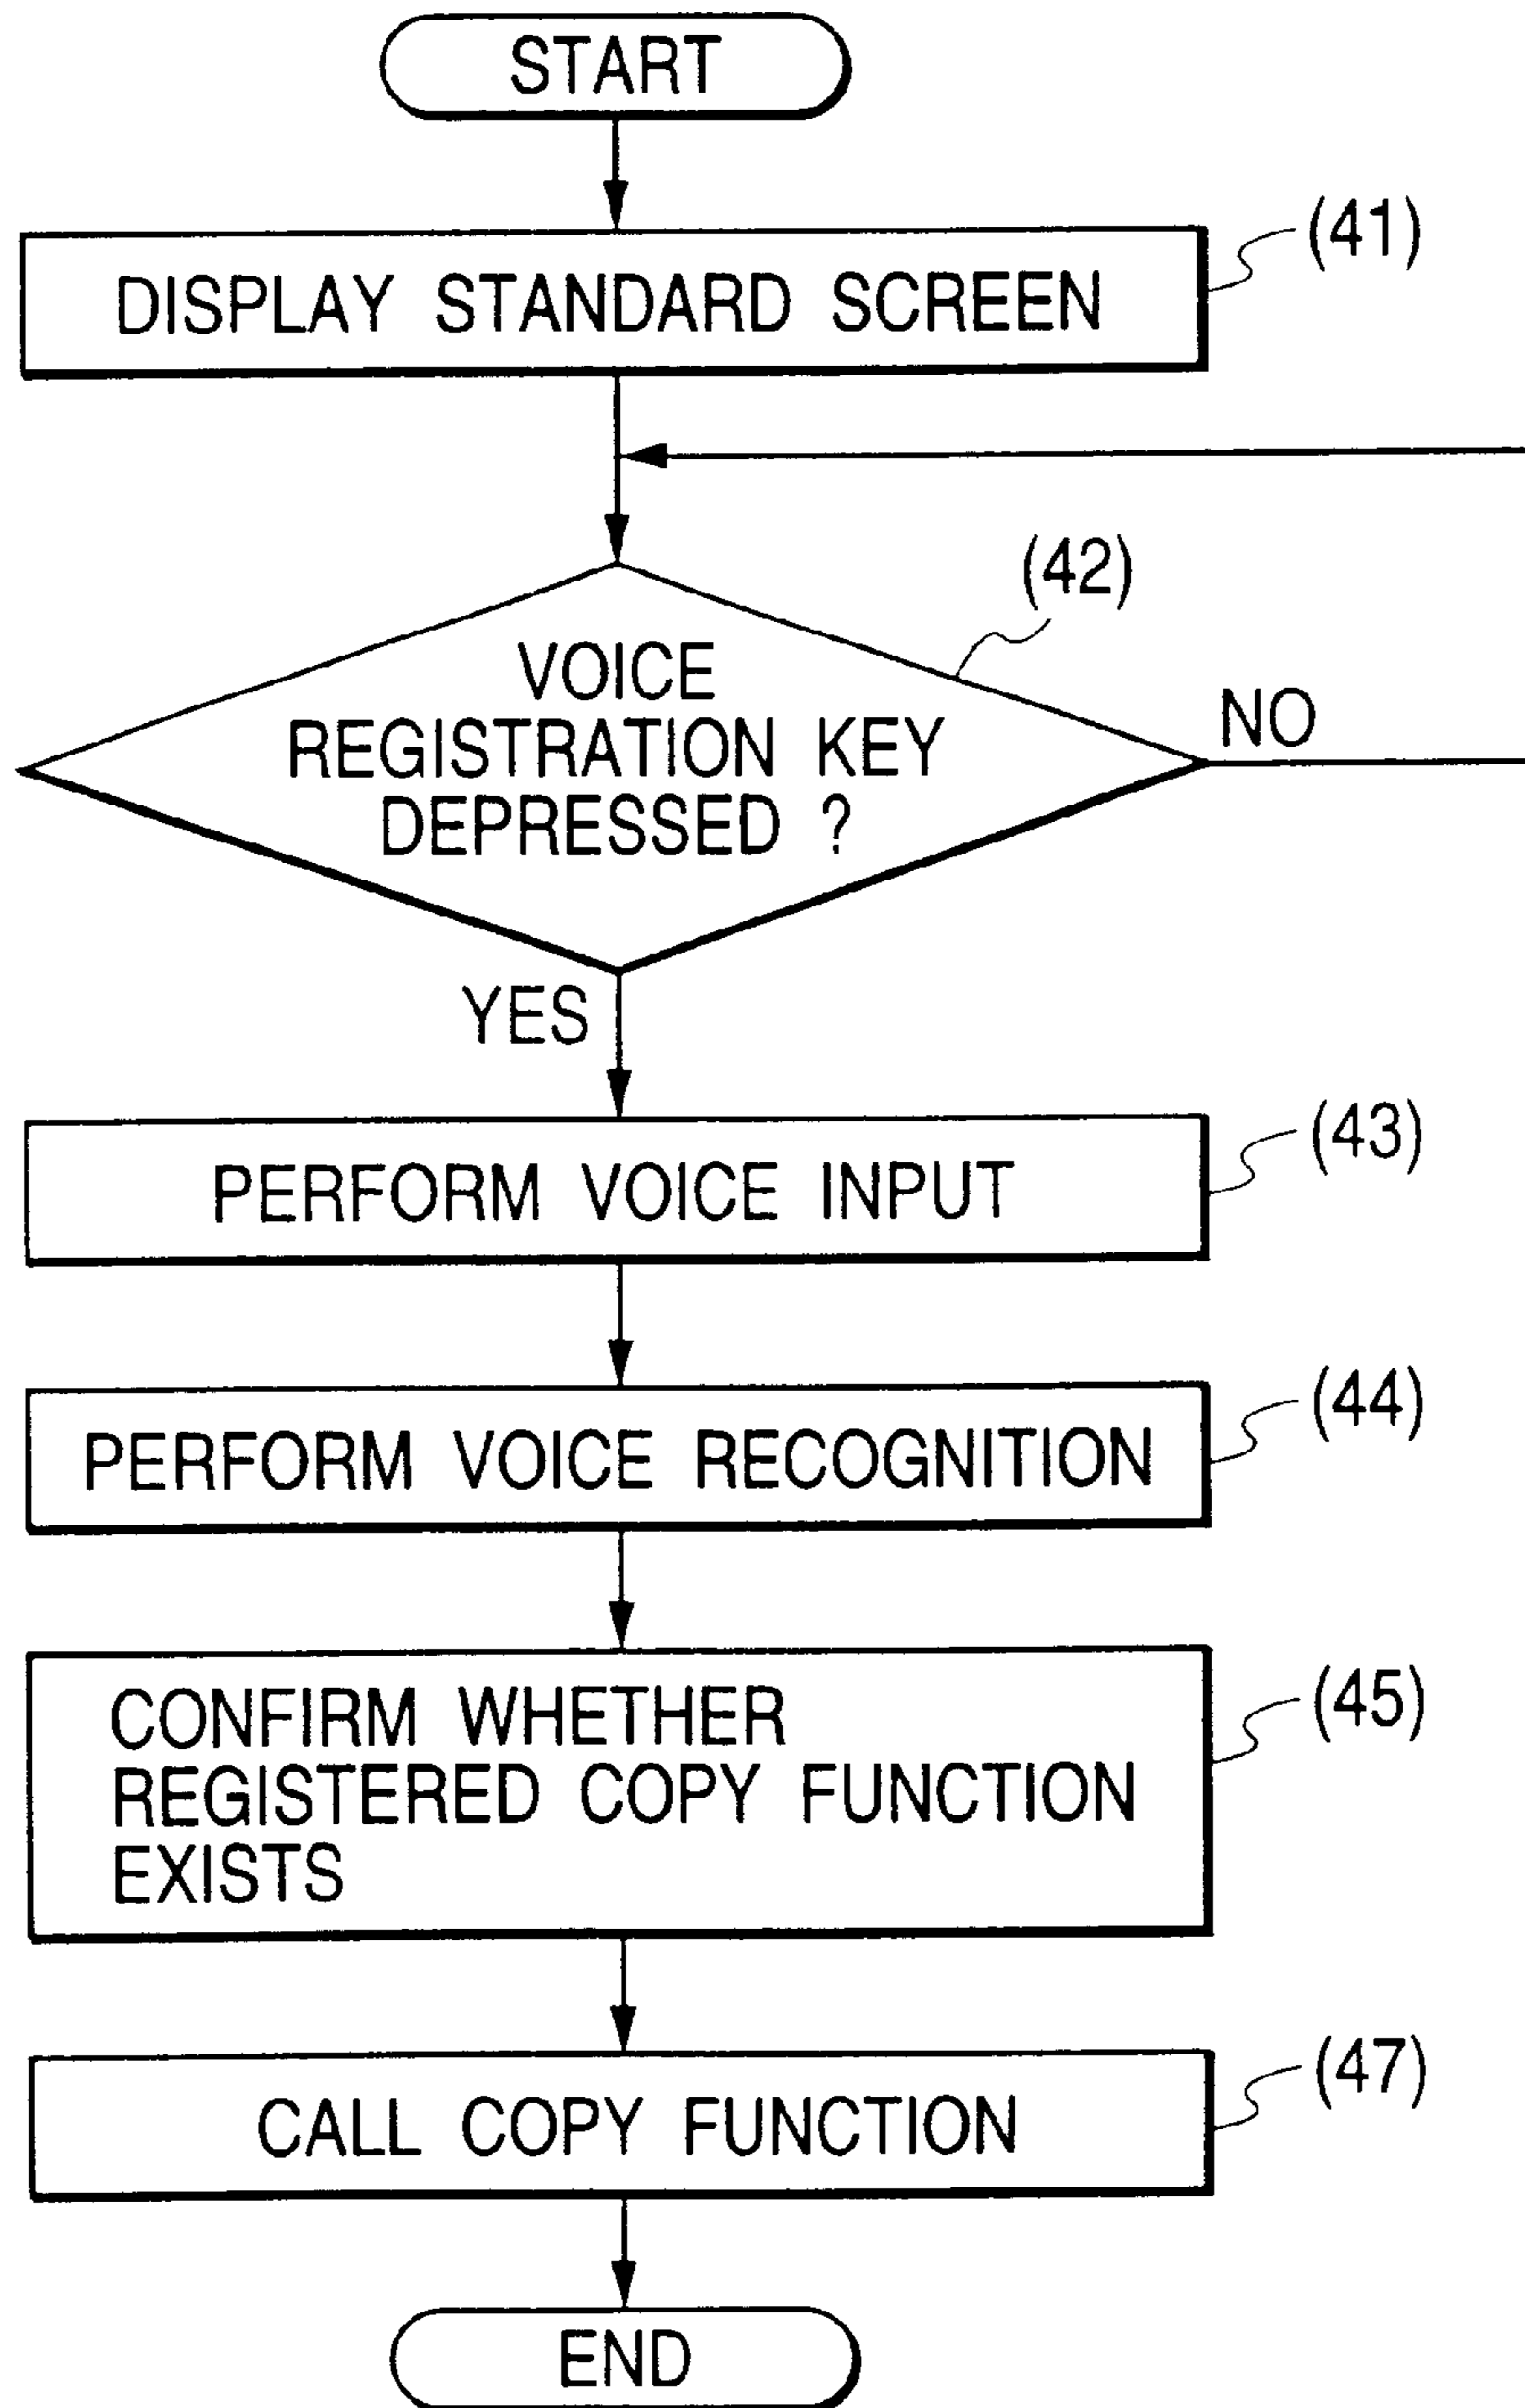 START
(41)
DISPLAY STANDARD SCREEN
(42)
VOICE
REGISTRATION KEY
DEPRESSED ?
NO
YES
(43)
PERFORM VOICE INPUT
(44)
PERFORM VOICE RECOGNITION
(45)
CONFIRM WHETHER
REGISTERED COPY FUNCTION
EXISTS
(47)
CALL COPY FUNCTION
END